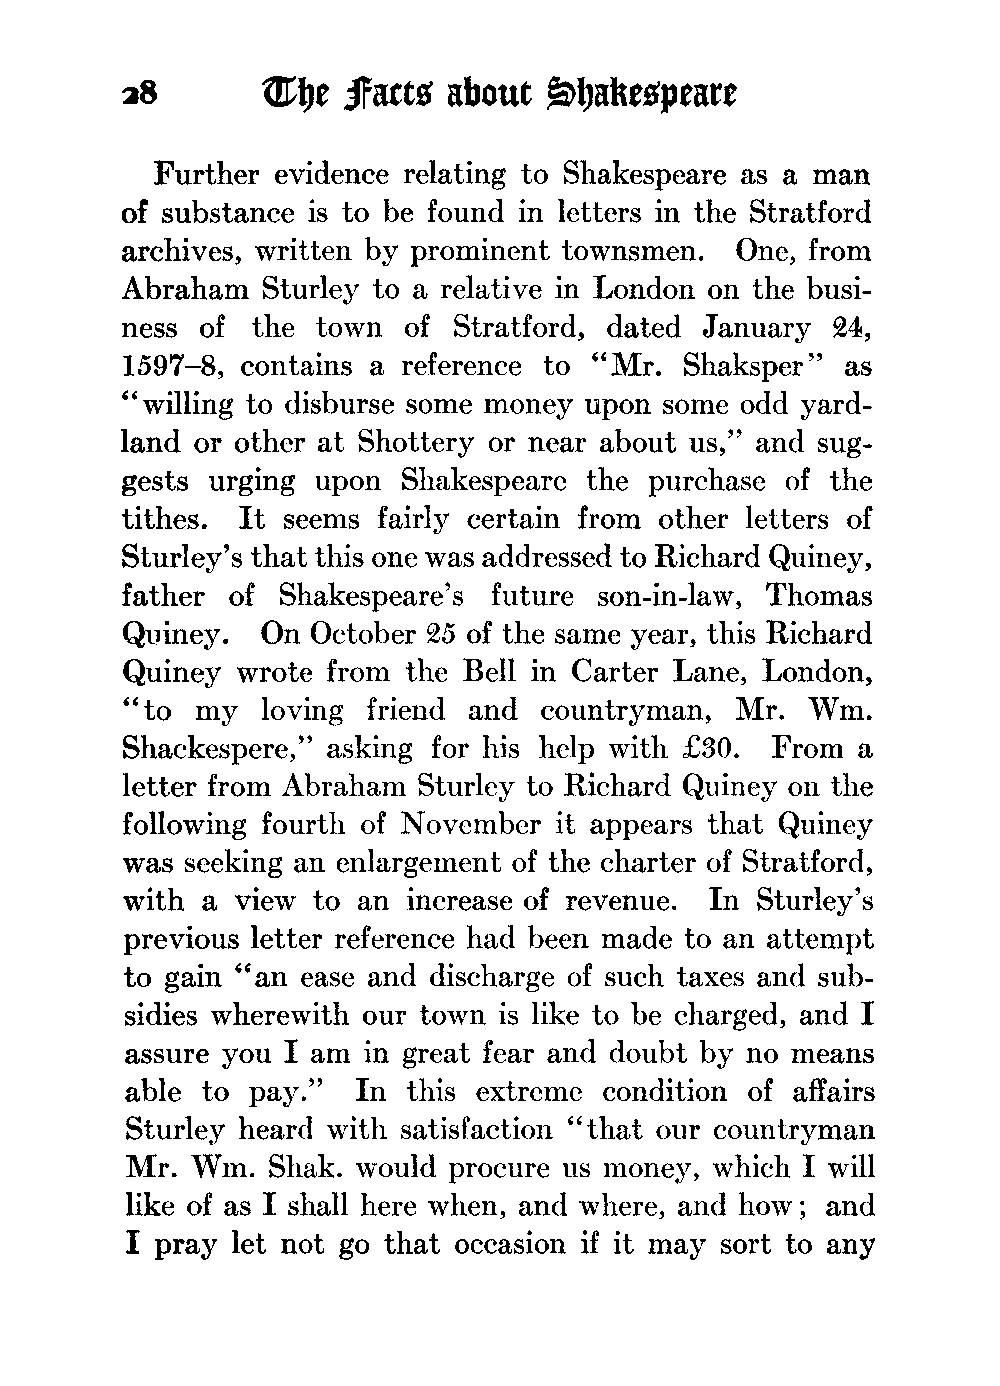 28 The Facts about Shakespeare
Further evidence relating to Shakespeare as a man
of substance is to be found in letters in the Stratford
archives, written by prominent townsmen. One, from
Abraham Sturley to a relative in London on the busi-
ness of the town of Stratford, dated January 24,
1597–8, contains a reference to “Mr. Shaksper” as
“willing to disburse some money upon some odd yard-
land or other at Shottery or near about us,” and sug-
gests urging upon Shakespeare the purchase of the
tithes. It seems fairly certain from other letters of
Sturley’s that this one was addressed to Richard Quiney,
father of Shakespeare’s future son-in-law, Thomas
Quiney. On October 25 of the same year, this Richard
Quiney wrote from the Bell in Carter Lane, London,
“to my loving friend and countryman, Mr. Wm.
Shackespere,” asking for his help with £30. From a
letter from Abraham Sturley to Richard Quiney on the
following fourth of November it appears that Quiney
was seeking an enlargement of the charter of Stratford,
with a view to an increase of revenue. In Sturley’s
previous letter reference had been made to an attempt
to gain “an ease and discharge of such taxes and sub-
sidies wherewith our town is like to be charged, and I
assure you I am in great fear and doubt by no means
able to pay.” In this extreme condition of affairs
Sturley heard with satisfaction “that our countryman
Mr. Wm. Shak. would procure us money, which I will
like of as I shall here when, and where, and how; and
I pray let not go that occasion if it may sort to any